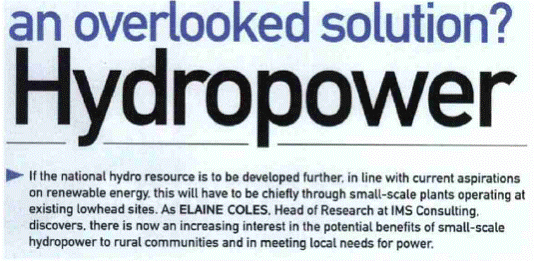 an overlooked solution?
Hydropower
If the national hydro resource is to be developed further, in line with current aspirations
on renewable energy, this will have to be chiefly through small-scale plants operating at
existing lowhead sites. As ELAINE COLES, Head of Research at IMS Consulting,
discovers, there is now an increasing interest in the potential benefits of small-scale
hydropower to rural communities and in meeting local needs for power.